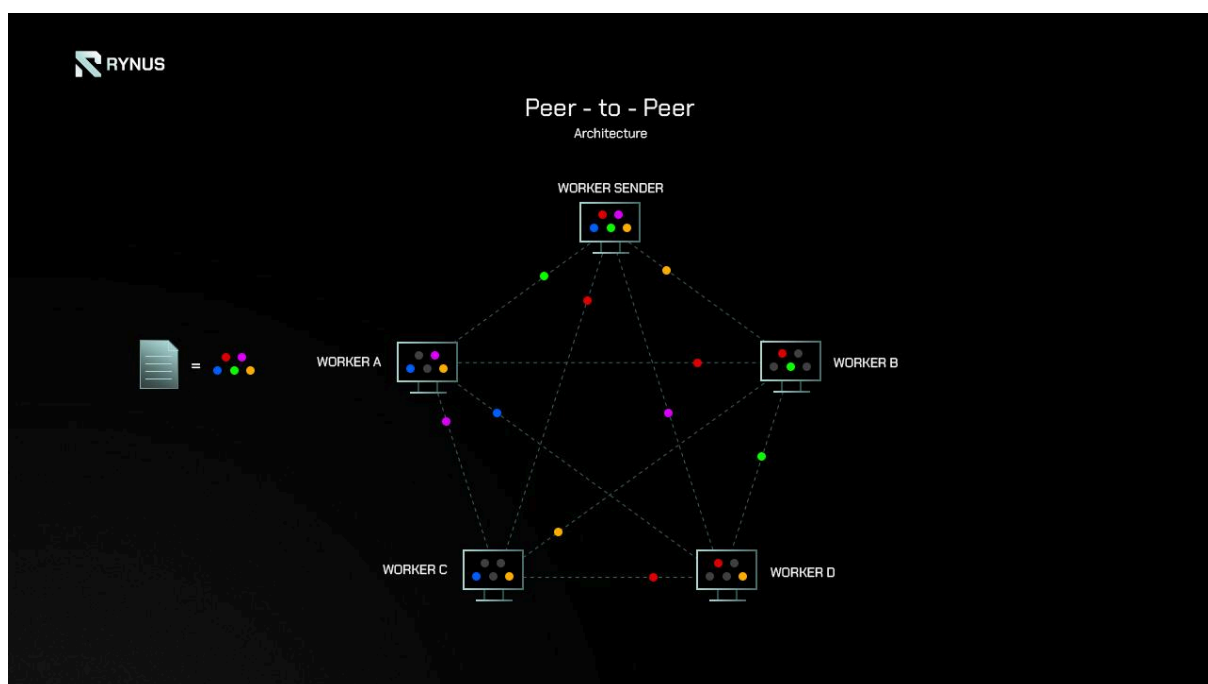 RYNUS
Peer - to - Peer
Architecture
WORKER SENDER
=
WORKER A
WORKER B
WORKER C
WORKER D